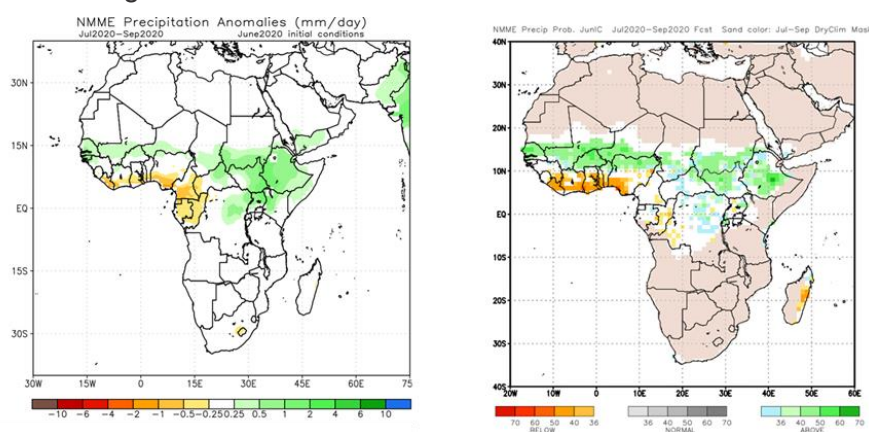 NMME Precipitation Anomalies (mm/day)
Jul2020-Sep2020 June2020 initial conditions
30N
15N
EQ
15S
30S
30W 15W 0 15E 30E 45E 60E 75E
-10 -6 -4 -2 -1 -0.5-0.25 0.25 0.5 1 2 4 6 10
NMME Precip Prob. JunIC Jul2020-Sep2020 Fcst Sand color: Jul-Sep DryClim Mask
40N
30N
20N
10N
EQ
10S
20S
30S
40S
20W 10W 0 10E 20E 30E 40E 50E 60E
70 60 50 40 36 36 40 50 60 70 36 40 50 60 70
BELOW NORMAL ABOVE